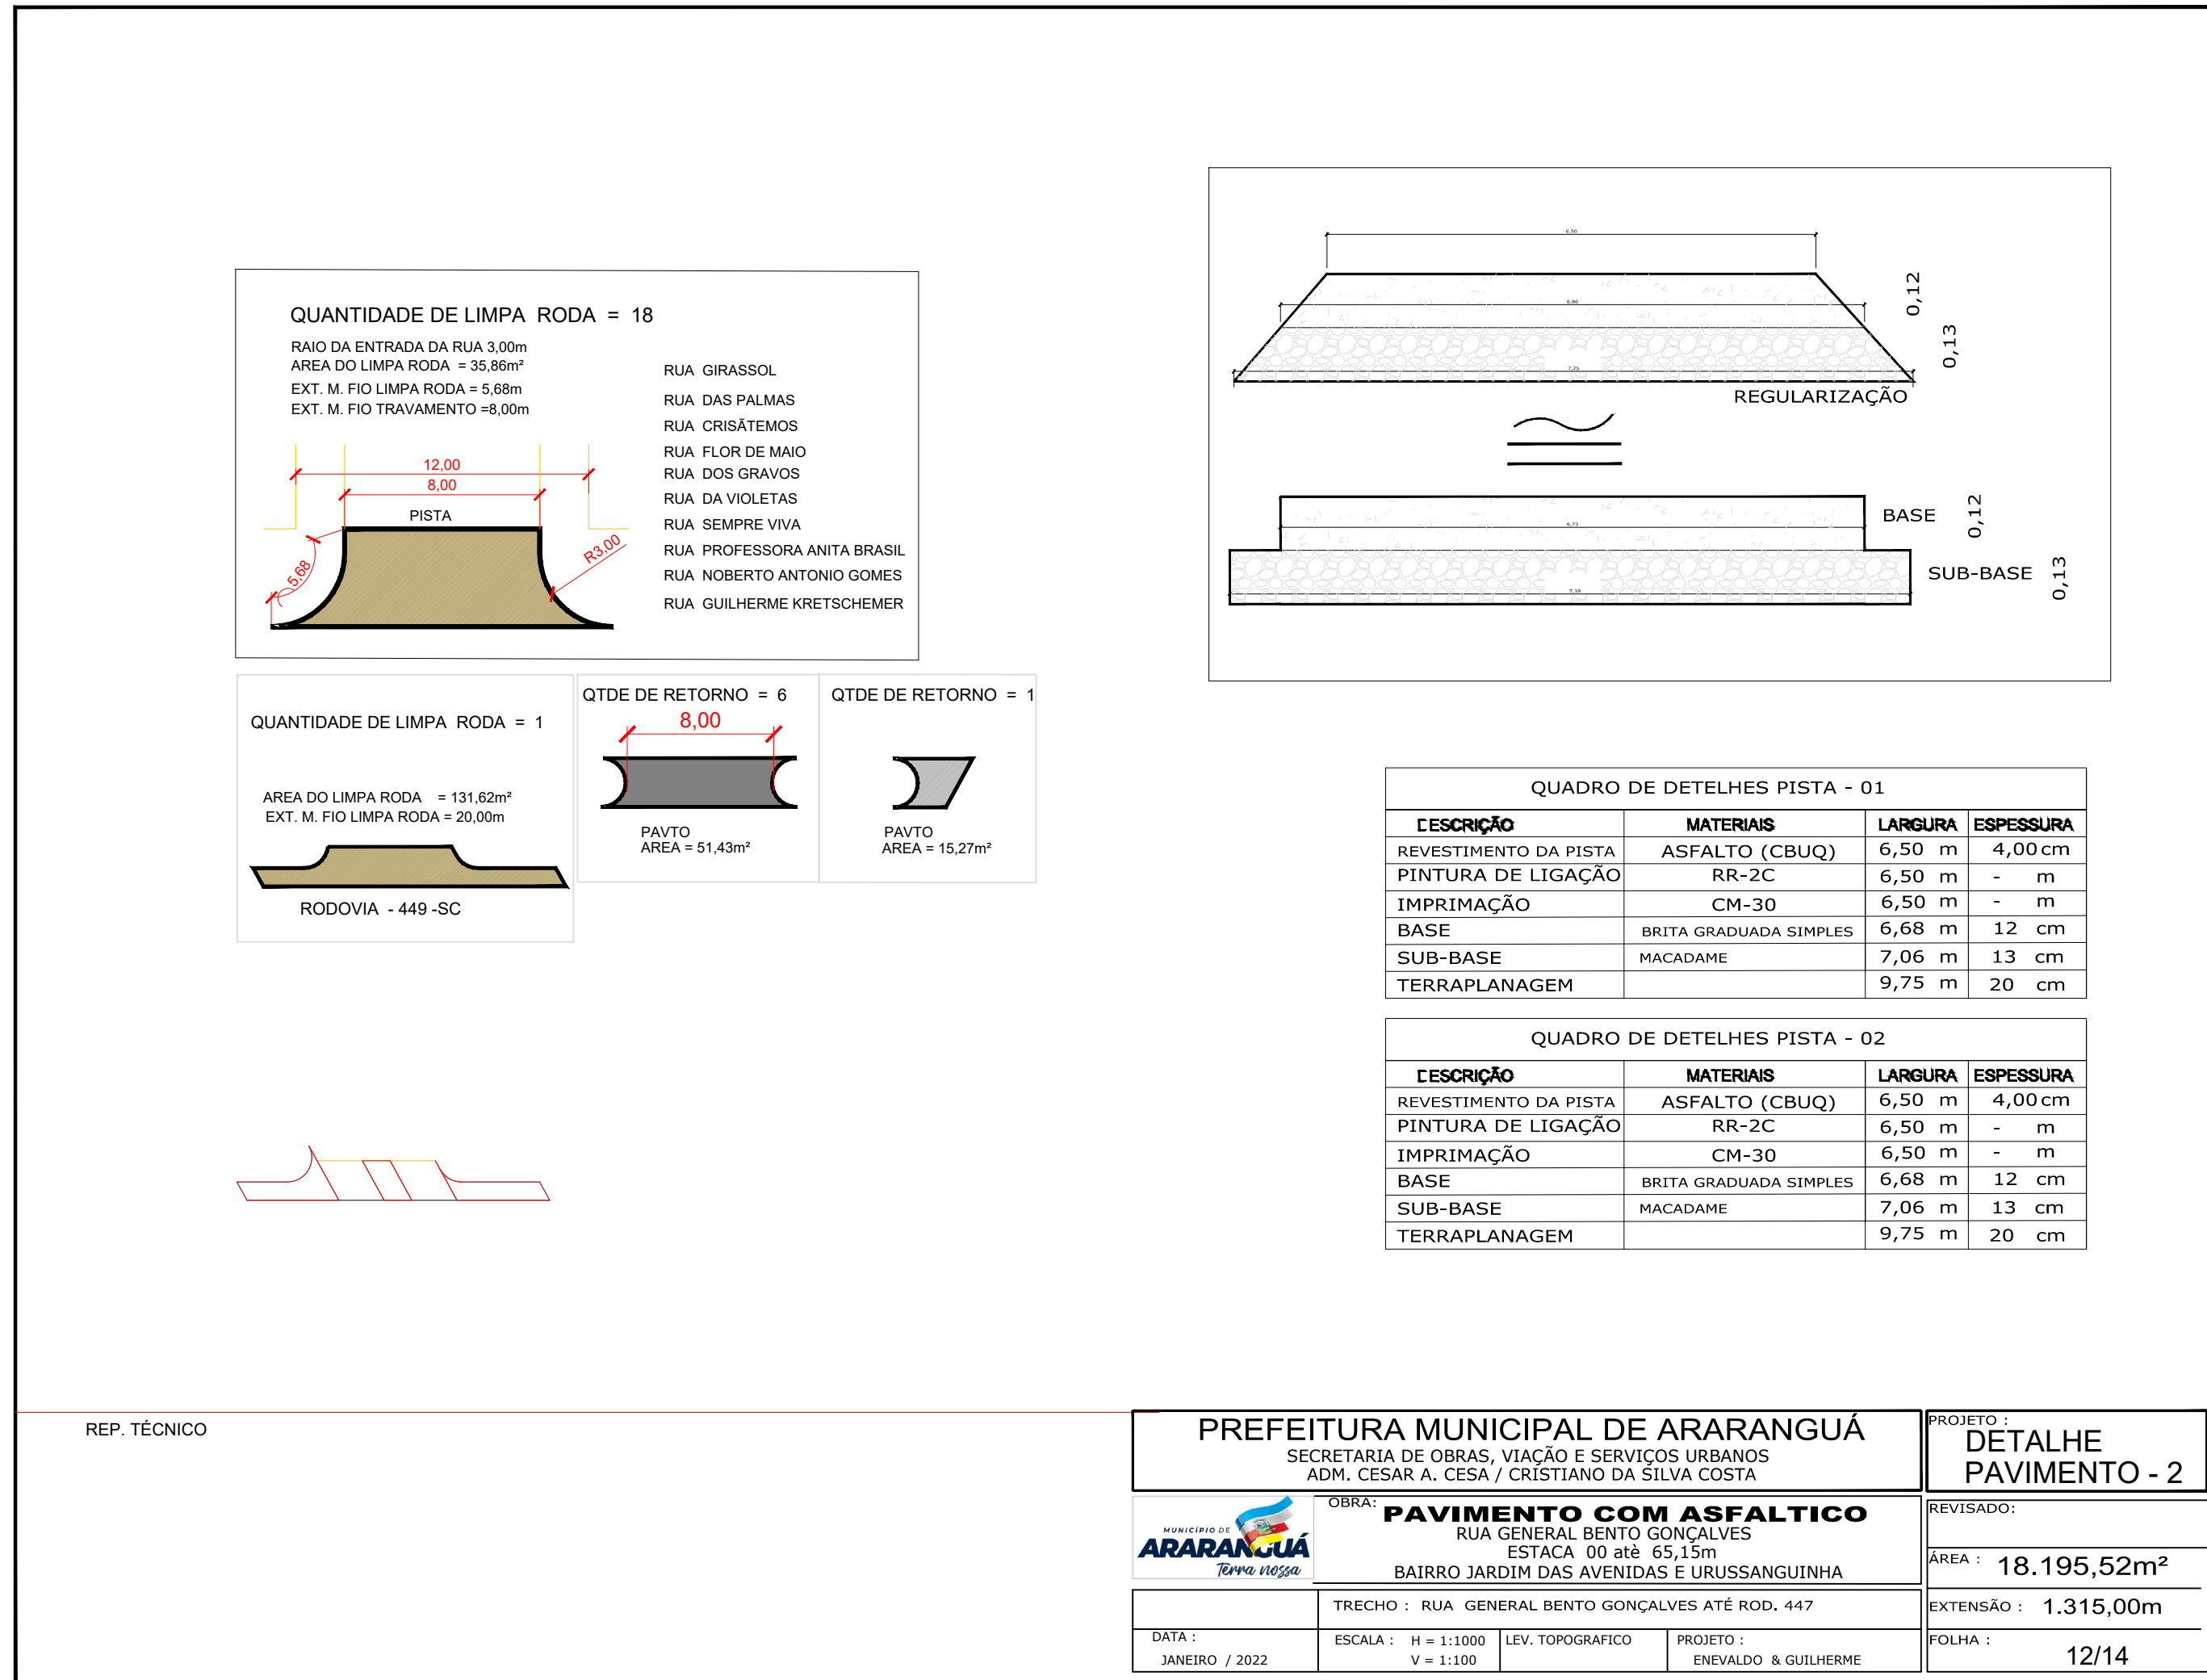 QUANTIDADE DE LIMPA RODA = 18
RAIO DA ENTRADA DA RUA 3,00m
AREA DO LIMPA RODA = 35,86m²
EXT. M. FIO LIMPA RODA = 5,68m
EXT. M. FIO TRAVAMENTO =8,00m
RUA GIRASSOL
RUA DAS PALMAS
RUA CRISÃTEMOS
RUA FLOR DE MAIO
RUA DOS GRAVOS
RUA DA VIOLETAS
RUA SEMPRE VIVA
RUA PROFESSORA ANITA BRASIL
RUA NOBERTO ANTONIO GOMES
RUA GUILHERME KRETSCHEMER
12,00
8,00
PISTA
5,68
R3,00
QUANTIDADE DE LIMPA RODA = 1
AREA DO LIMPA RODA = 131,62m²
EXT. M. FIO LIMPA RODA = 20,00m
RODOVIA - 449 -SC
QTDE DE RETORNO = 6
8,00
PAVTO
AREA = 51,43m²
QTDE DE RETORNO = 1
PAVTO
AREA = 15,27m²
6,50
6,86
7,25
0,12
0,13
REGULARIZAÇÃO
6,73
7,16
BASE
0,12
SUB-BASE
0,13
QUADRO DE DETELHES PISTA - 01
DESCRIÇÃO MATERIAIS LARGURA ESPESSURA
REVESTIMENTO DA PISTA ASFALTO (CBUQ) 6,50 m 4,00 cm
PINTURA DE LIGAÇÃO RR-2C 6,50 m - m
IMPRIMAÇÃO CM-30 6,50 m - m
BASE BRITA GRADUADA SIMPLES 6,68 m 12 cm
SUB-BASE MACADAME 7,06 m 13 cm
TERRAPLANAGEM 9,75 m 20 cm
QUADRO DE DETELHES PISTA - 02
DESCRIÇÃO MATERIAIS LARGURA ESPESSURA
REVESTIMENTO DA PISTA ASFALTO (CBUQ) 6,50 m 4,00 cm
PINTURA DE LIGAÇÃO RR-2C 6,50 m - m
IMPRIMAÇÃO CM-30 6,50 m - m
BASE BRITA GRADUADA SIMPLES 6,68 m 12 cm
SUB-BASE MACADAME 7,06 m 13 cm
TERRAPLANAGEM 9,75 m 20 cm
REP. TÉCNICO
PREFEITURA MUNICIPAL DE ARARANGUÁ
SECRETARIA DE OBRAS, VIAÇÃO E SERVIÇOS URBANOS
ADM. CESAR A. CESA / CRISTIANO DA SILVA COSTA
PROJETO :
DETALHE
PAVIMENTO - 2
MUNICÍPIO DE
ARARANGUÁ
Terra nossa
OBRA: PAVIMENTO COM ASFALTICO
RUA GENERAL BENTO GONÇALVES
ESTACA 00 atè 65,15m
BAIRRO JARDIM DAS AVENIDAS E URUSSANGUINHA
REVISADO:
ÁREA : 18.195,52m²
TRECHO : RUA GENERAL BENTO GONÇALVES ATÉ ROD. 447
EXTENSÃO : 1.315,00m
DATA :
JANEIRO / 2022
ESCALA : H = 1:1000
V = 1:100
LEV. TOPOGRAFICO
PROJETO :
ENEVALDO & GUILHERME
FOLHA :
12/14